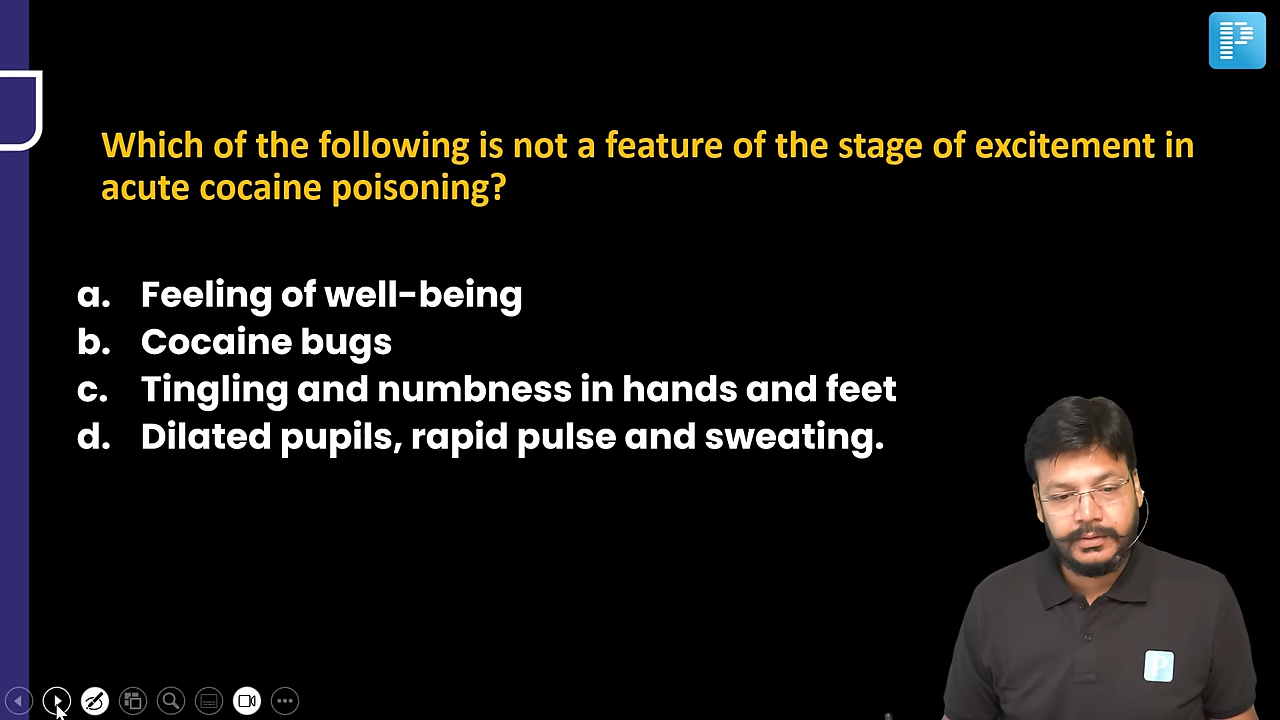 Which of the following is not a feature of the stage of excitement in
acute cocaine poisoning?
a. Feeling of well-being
b. Cocaine bugs
c. Tingling and numbness in hands and feet
d. Dilated pupils, rapid pulse and sweating.